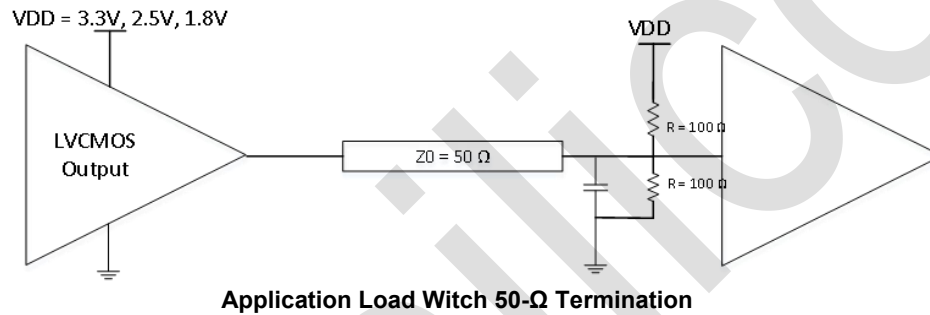 VDD = 3.3V, 2.5V, 1.8V
VDD
LVCMOS
Output
Z0 = 50 Ω
R = 100 Ω
R = 100 Ω
Application Load Witch 50-Ω Termination